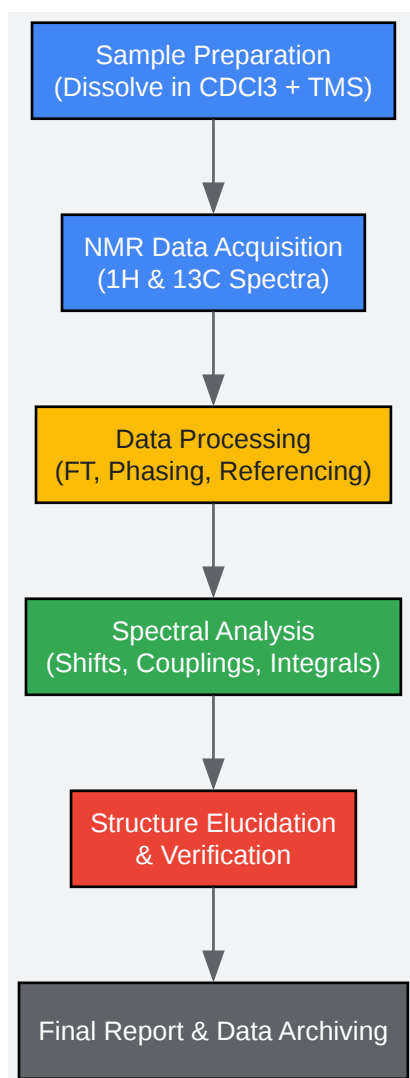 Sample Preparation
(Dissolve in CDCl3 + TMS)
NMR Data Acquisition
(1H & 13C Spectra)
Data Processing
(FT, Phasing, Referencing)
Spectral Analysis
(Shifts, Couplings, Integrals)
Structure Elucidation
& Verification
Final Report & Data Archiving